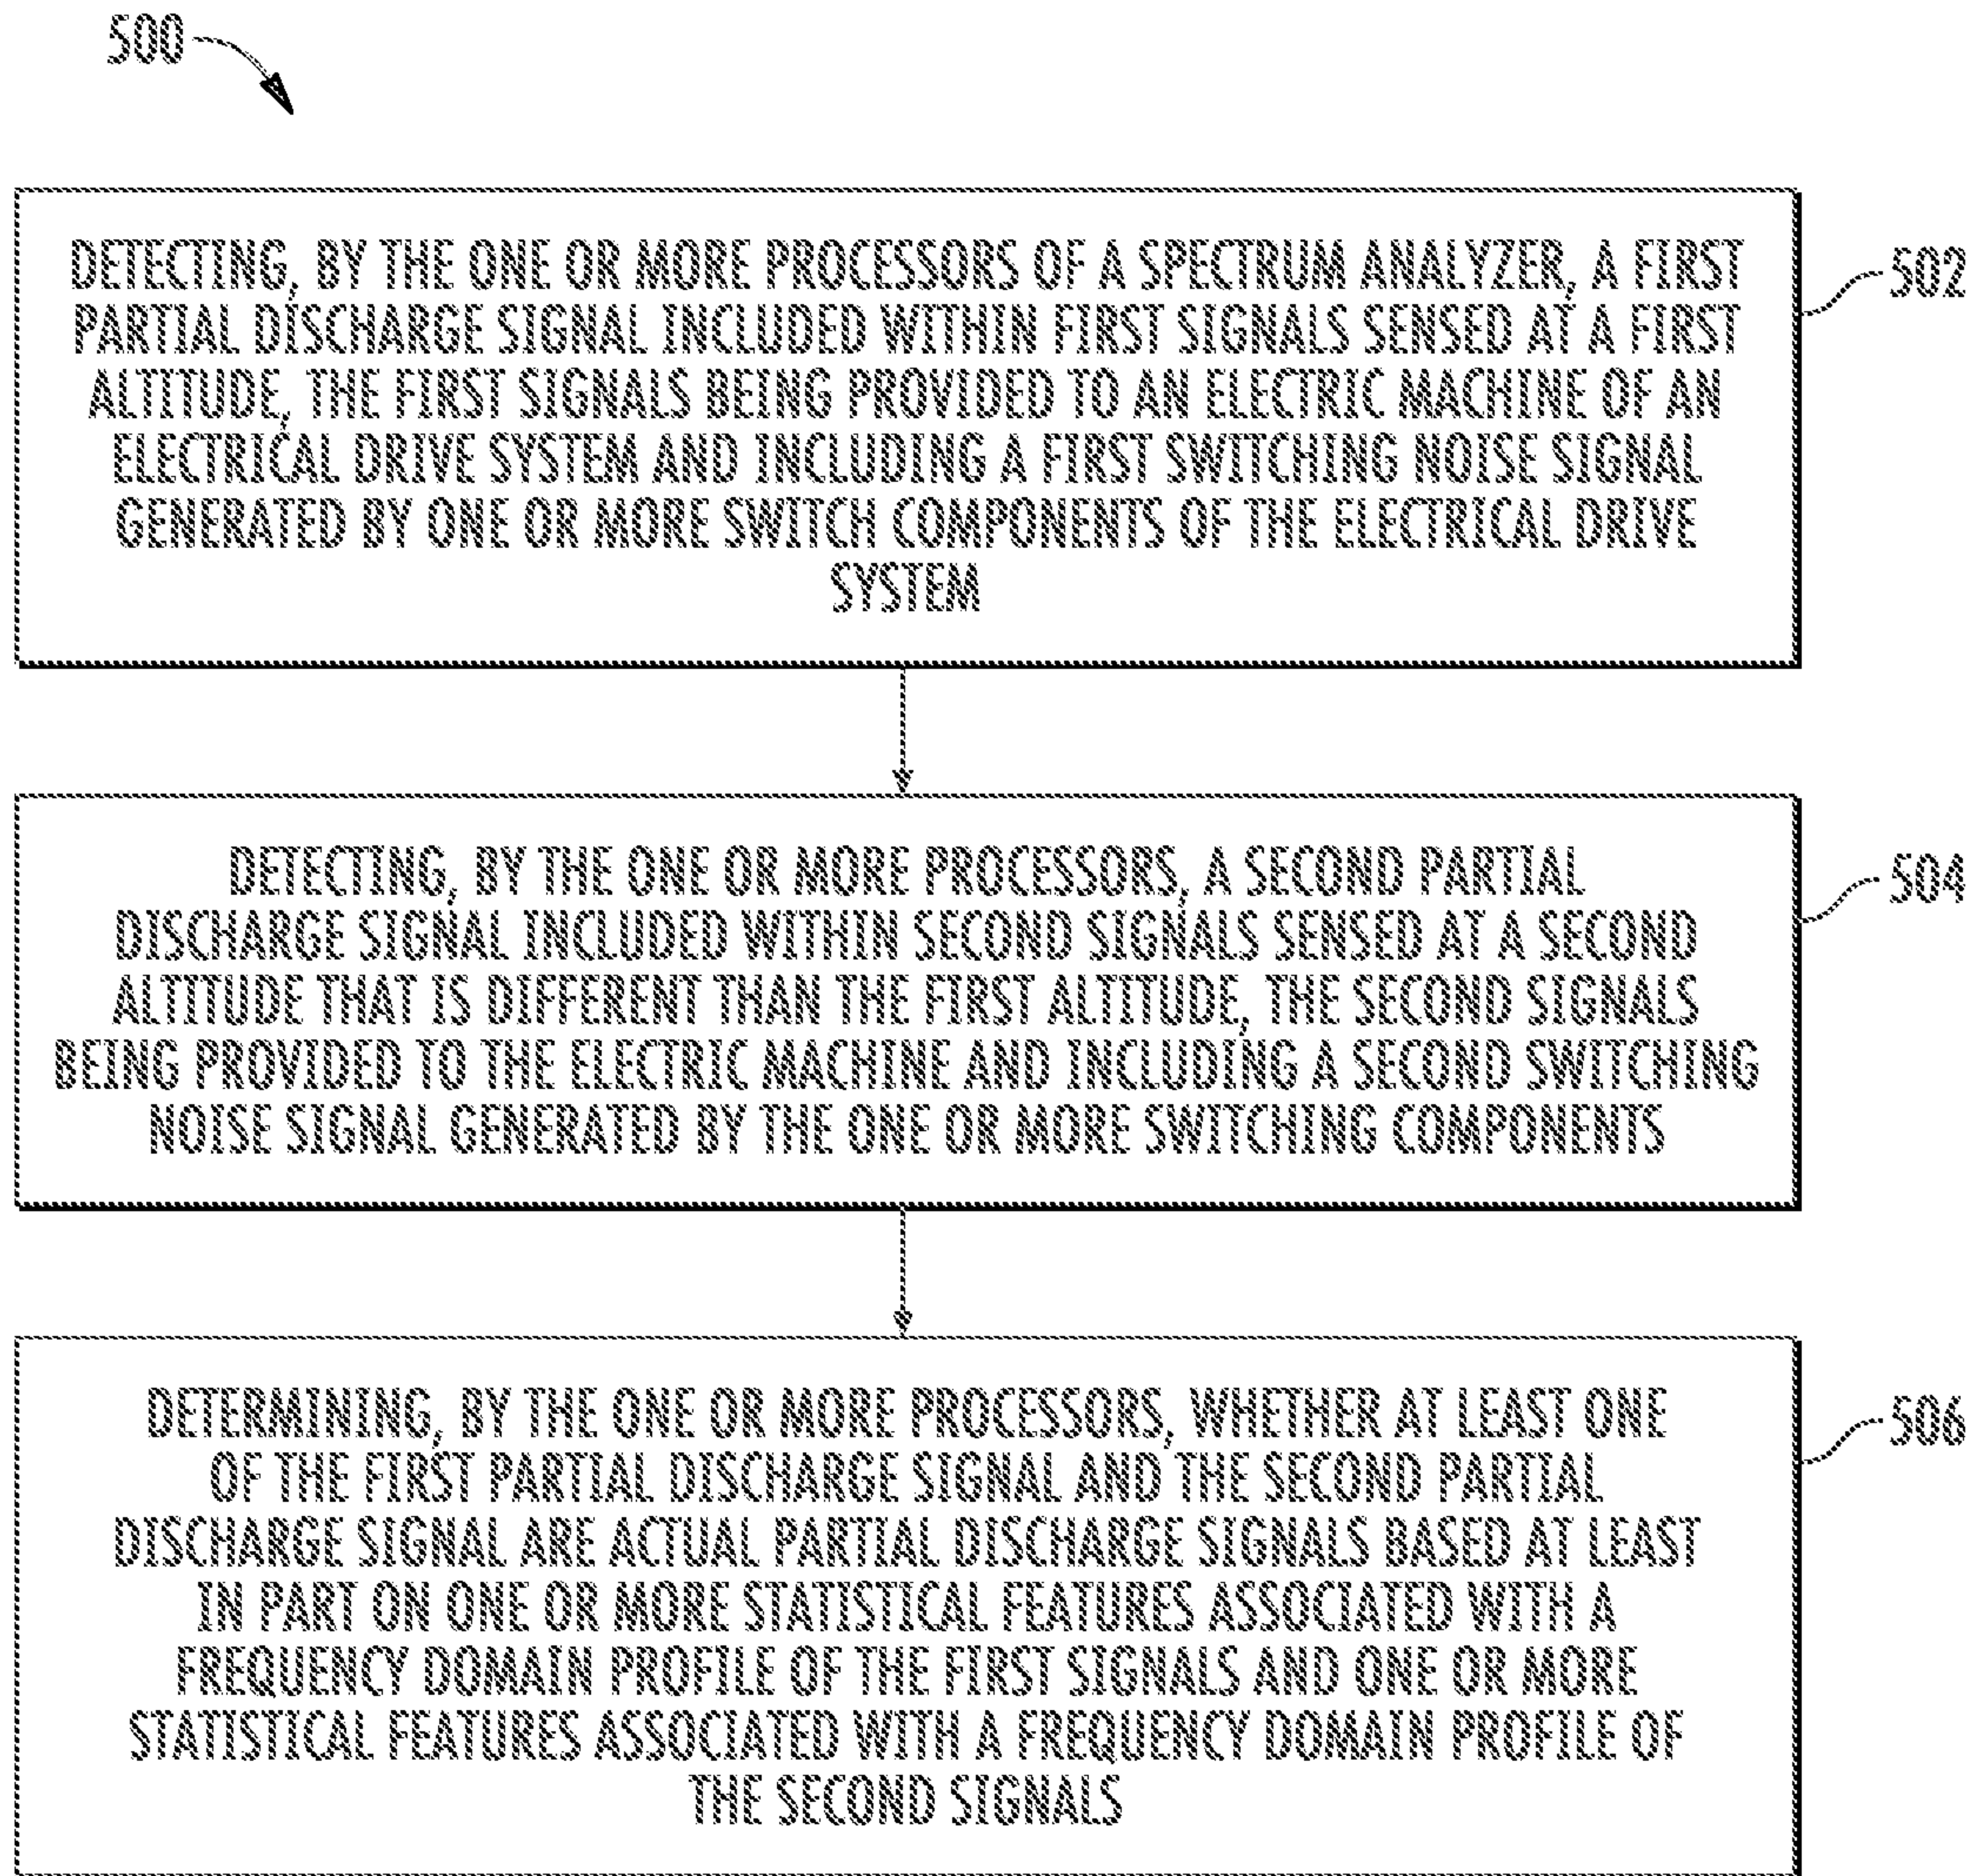 500
DETECTING, BY THE ONE OR MORE PROCESSORS OF A SPECTRUM ANALYZER, A FIRST
PARTIAL DISCHARGE SIGNAL INCLUDED WITHIN FIRST SIGNALS SENSED AT A FIRST
ALTITUDE, THE FIRST SIGNALS BEING PROVIDED TO AN ELECTRIC MACHINE OF AN
ELECTRICAL DRIVE SYSTEM AND INCLUDING A FIRST SWITCHING NOISE SIGNAL
GENERATED BY ONE OR MORE SWITCH COMPONENTS OF THE ELECTRICAL DRIVE
SYSTEM
502
DETECTING, BY THE ONE OR MORE PROCESSORS, A SECOND PARTIAL
DISCHARGE SIGNAL INCLUDED WITHIN SECOND SIGNALS SENSED AT A SECOND
ALTITUDE THAT IS DIFFERENT THAN THE FIRST ALTITUDE, THE SECOND SIGNALS
BEING PROVIDED TO THE ELECTRIC MACHINE AND INCLUDING A SECOND SWITCHING
NOISE SIGNAL GENERATED BY THE ONE OR MORE SWITCHING COMPONENTS
504
DETERMINING, BY THE ONE OR MORE PROCESSORS, WHETHER AT LEAST ONE
OF THE FIRST PARTIAL DISCHARGE SIGNAL AND THE SECOND PARTIAL
DISCHARGE SIGNAL ARE ACTUAL PARTIAL DISCHARGE SIGNALS BASED AT LEAST
IN PART ON ONE OR MORE STATISTICAL FEATURES ASSOCIATED WITH A
FREQUENCY DOMAIN PROFILE OF THE FIRST SIGNALS AND ONE OR MORE
STATISTICAL FEATURES ASSOCIATED WITH A FREQUENCY DOMAIN PROFILE OF
THE SECOND SIGNALS
506